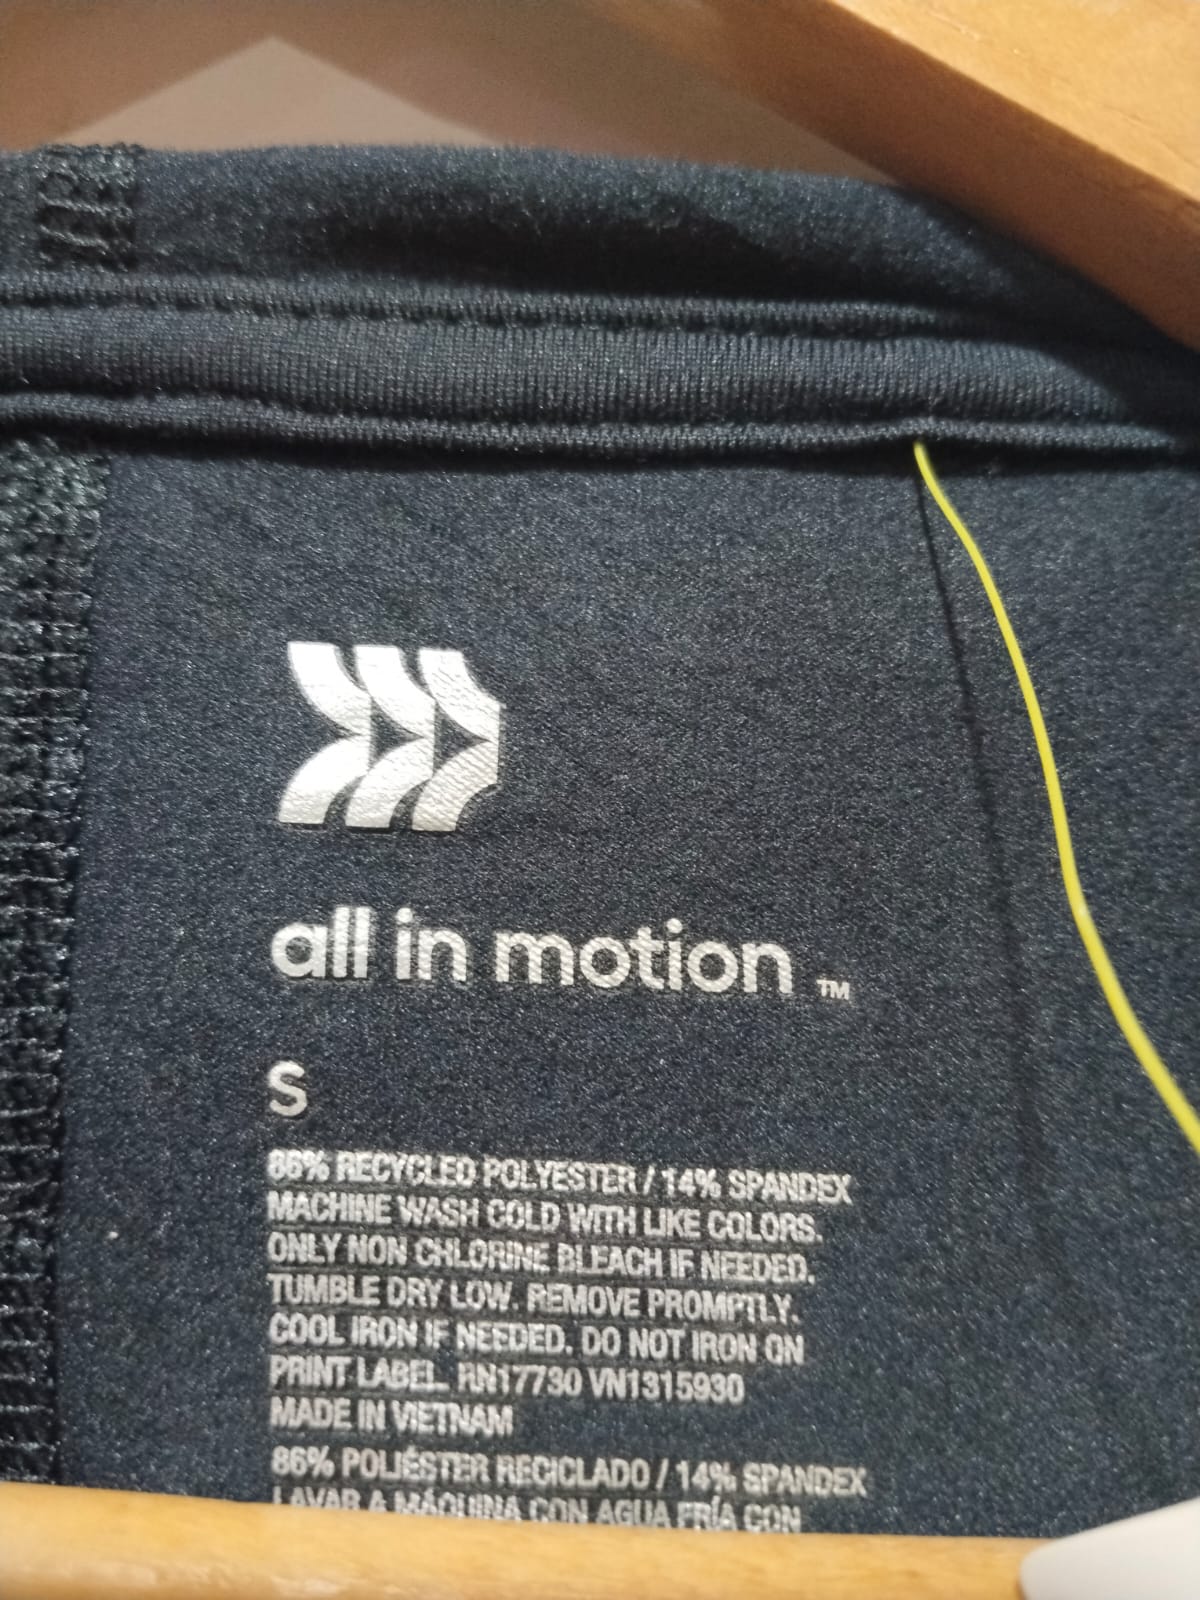 all in motion ™
S
86% RECYCLED POLYESTER / 14% SPANDEX
MACHINE WASH COLD WITH LIKE COLORS.
ONLY NON CHLORINE BLEACH IF NEEDED.
TUMBLE DRY LOW. REMOVE PROMPTLY.
COOL IRON IF NEEDED. DO NOT IRON ON
PRINT LABEL. RN17730 VN1315930
MADE IN VIETNAM
86% POLIÉSTER RECICLADO / 14% SPANDEX
LAVAR A MÁQUINA CON AGUA FRÍA CON